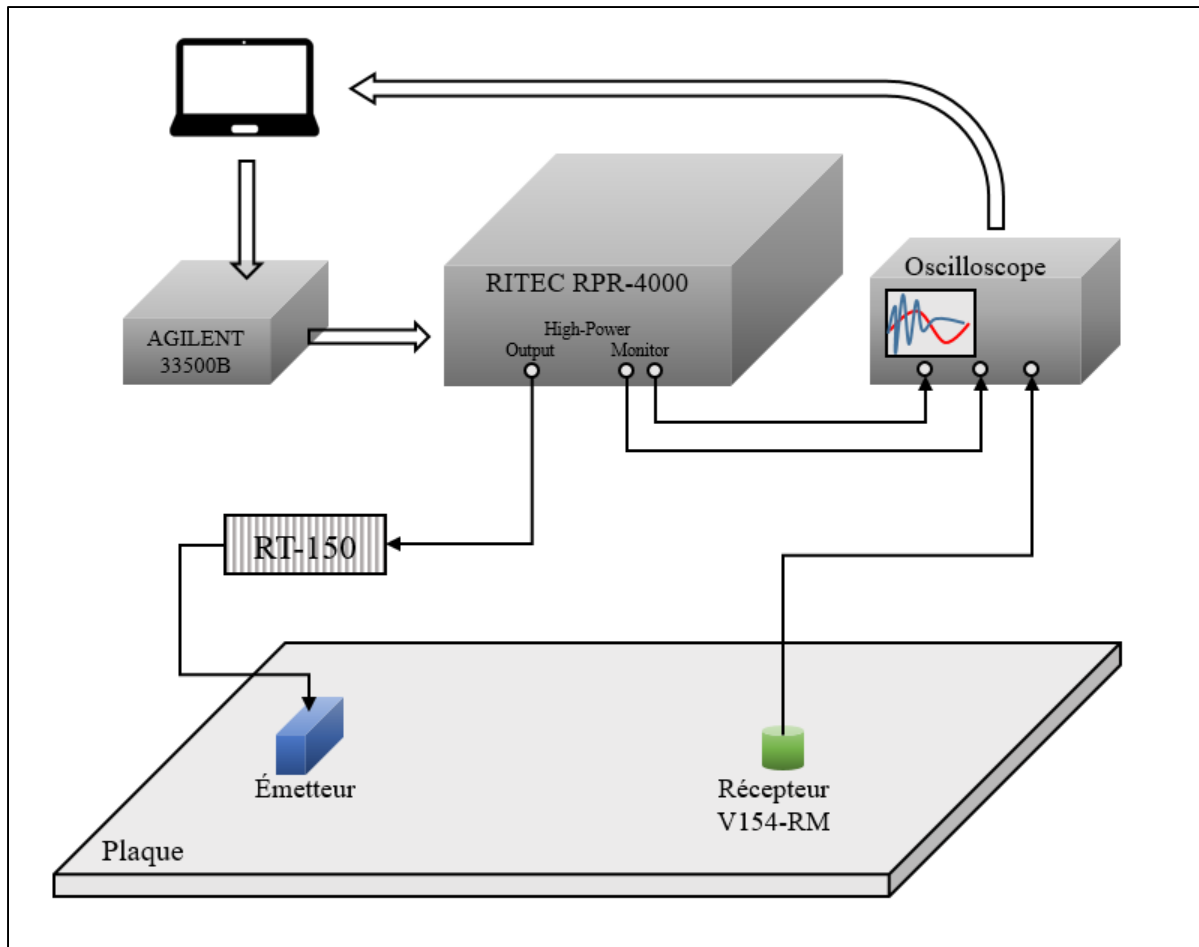 Oscilloscope
RITEC RPR-4000
High-Power
Output Monitor
AGILENT
33500B
RT-150
Émetteur
Récepteur
V154-RM
Plaque